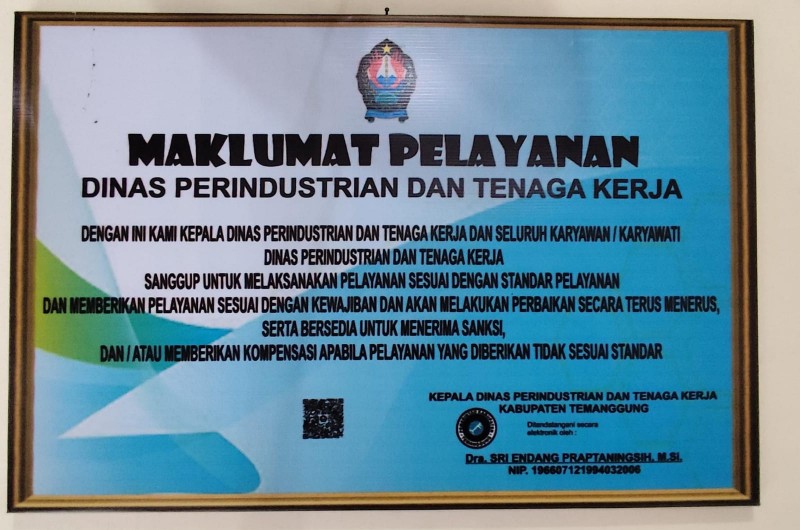 MAKLUMAT PELAYANAN
DINAS PERINDUSTRIAN DAN TENAGA KERJA
DENGAN INI KAMI KEPALA DINAS PERINDUSTRIAN DAN TENAGA KERJA DAN SELURUH KARYAWAN / KARYAWATI
DINAS PERINDUSTRIAN DAN TENAGA KERJA
SANGGUP UNTUK MELAKSANAKAN PELAYANAN SESUAI DENGAN STANDAR PELAYANAN
DAN MEMBERIKAN PELAYANAN SESUAI DENGAN KEWAJIBAN DAN AKAN MELAKUKAN PERBAIKAN SECARA TERUS MENERUS,
SERTA BERSEDIA UNTUK MENERIMA SANKSI,
DAN / ATAU MEMBERIKAN KOMPENSASI APABILA PELAYANAN YANG DIBERIKAN TIDAK SESUAI STANDAR
KEPALA DINAS PERINDUSTRIAN DAN TENAGA KERJA
KABUPATEN TEMANGGUNG
Ditandatangani secara
elektronik oleh :
Dra. SRI ENDANG PRAPTANINGSIH, M.Si.
NIP. 196607121994032006